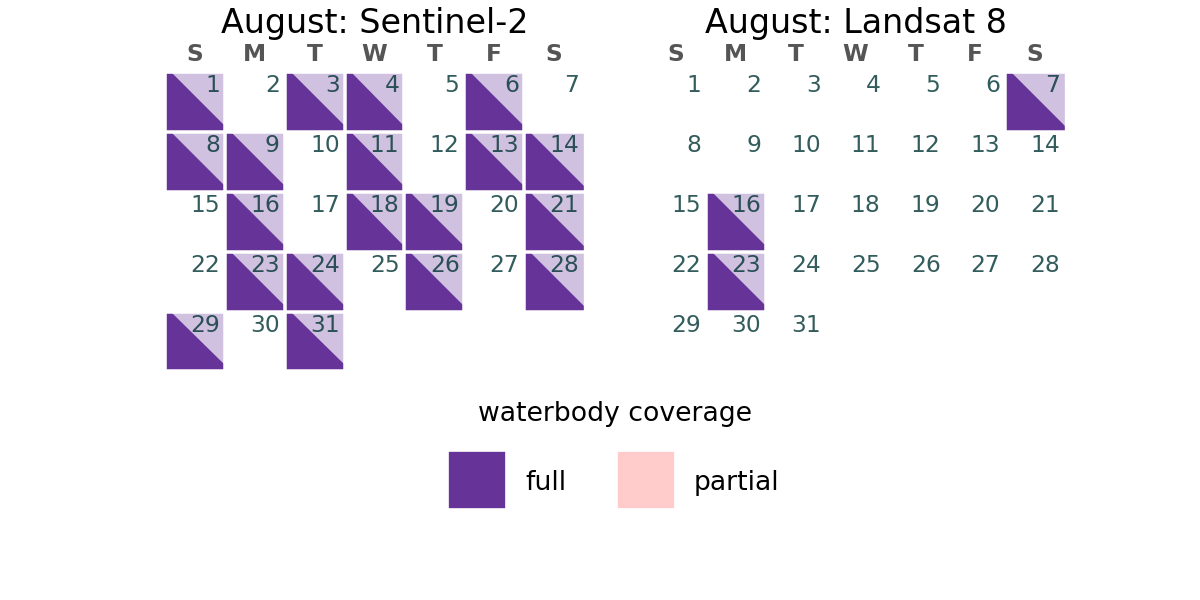 August: Sentinel-2
S M T W T F S
1 2 3 4 5 6 7
8 9 10 11 12 13 14
15 16 17 18 19 20 21
22 23 24 25 26 27 28
29 30 31
August: Landsat 8
S M T W T F S
1 2 3 4 5 6 7
8 9 10 11 12 13 14
15 16 17 18 19 20 21
22 23 24 25 26 27 28
29 30 31
waterbody coverage
full
partial